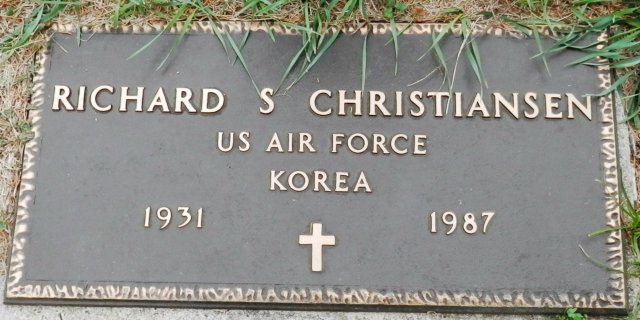 RICHARD S CHRISTIANSEN
US AIR FORCE
KOREA
1931 1987